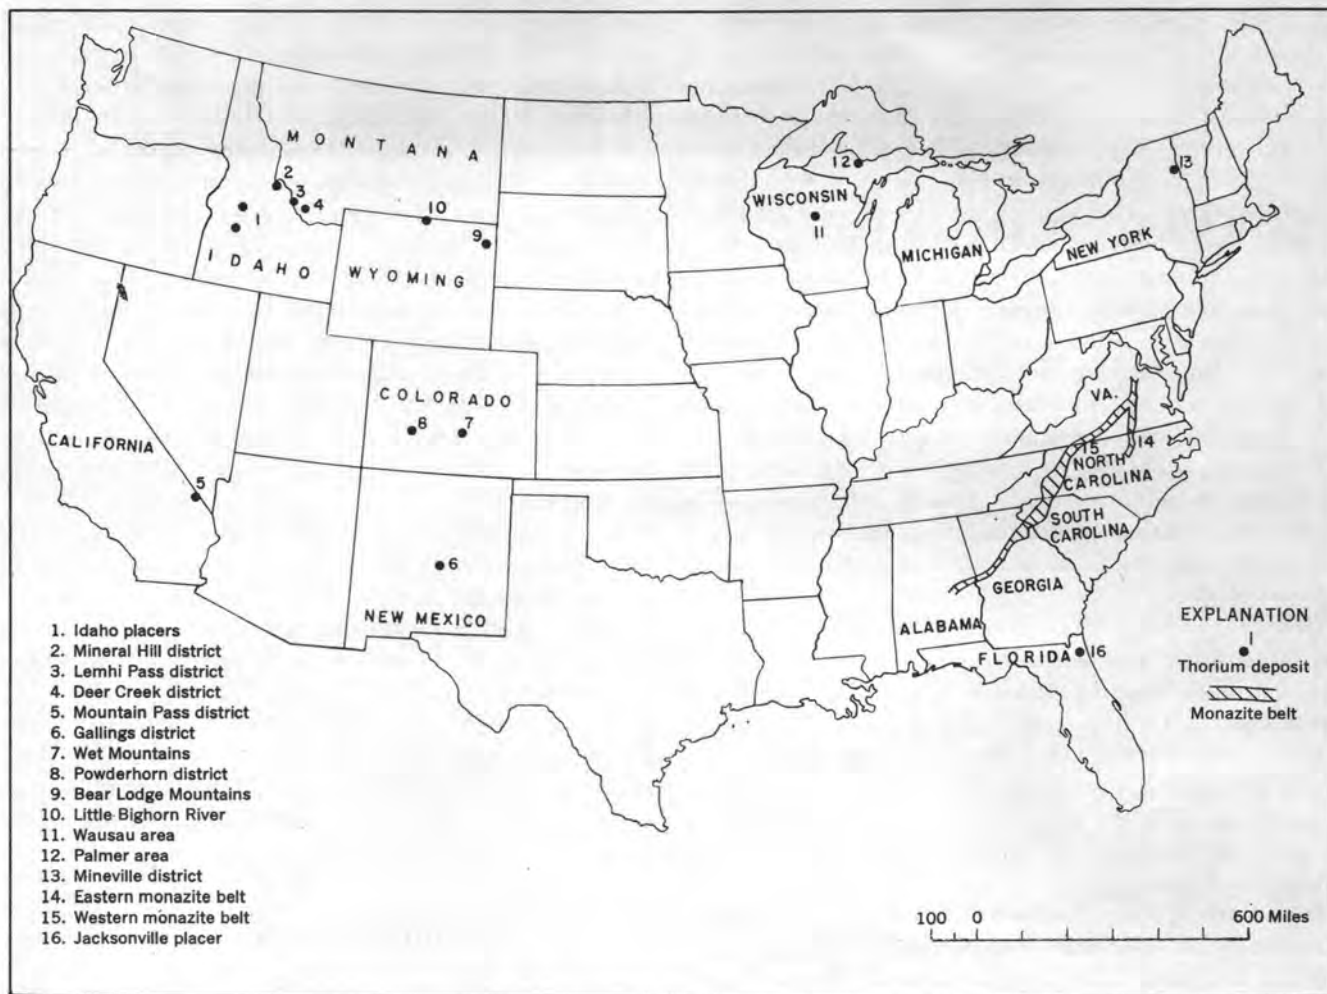 MONTANA
2
3
4
1
IDAHO
10
9
WYOMING
12
WISCONSIN
11
MICHIGAN
13
NEW YORK
COLORADO
8
7
CALIFORNIA
5
6
NEW MEXICO
VA.
15
14
NORTH
CAROLINA
SOUTH
CAROLINA
GEORGIA
ALABAMA
FLORIDA
16
1. Idaho placers
2. Mineral Hill district
3. Lemhi Pass district
4. Deer Creek district
5. Mountain Pass district
6. Gallings district
7. Wet Mountains
8. Powderhorn district
9. Bear Lodge Mountains
10. Little Bighorn River
11. Wausau area
12. Palmer area
13. Mineville district
14. Eastern monazite belt
15. Western monazite belt
16. Jacksonville placer
EXPLANATION
1
Thorium deposit
Monazite belt
100 0 600 Miles